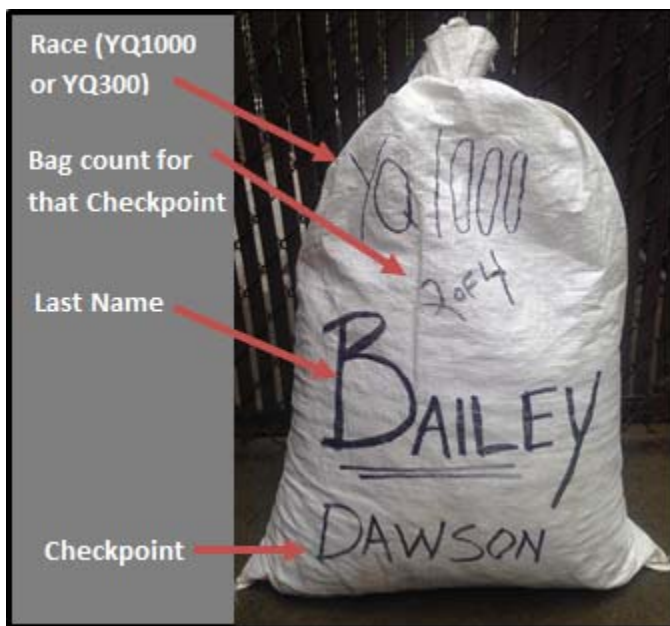 Race (YQ1000
or YQ300)
Bag count for
that Checkpoint
Last Name
Checkpoint
YQ1000
2 of 4
BAILEY
DAWSON